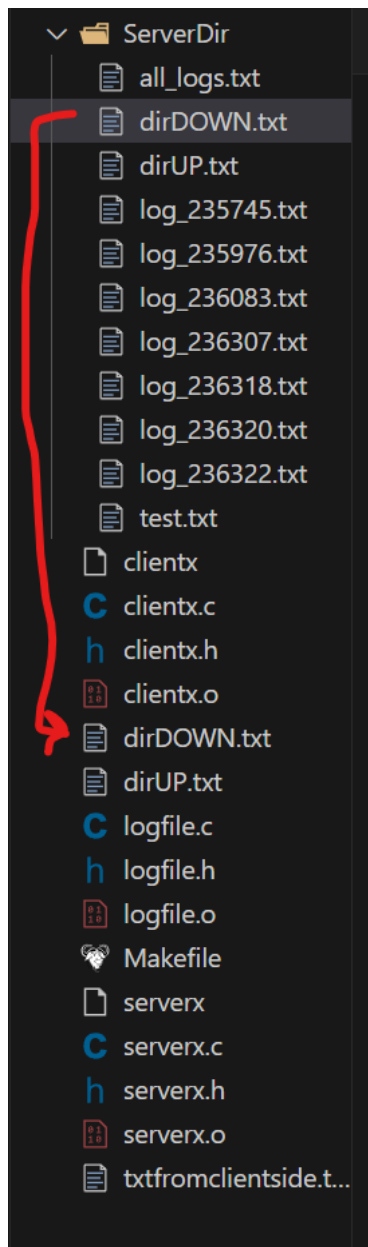 ServerDir
all_logs.txt
dirDOWN.txt
dirUP.txt
log_235745.txt
log_235976.txt
log_236083.txt
log_236307.txt
log_236318.txt
log_236320.txt
log_236322.txt
test.txt
clientx
C clientx.c
h clientx.h
clientx.o
dirDOWN.txt
dirUP.txt
C logfile.c
h logfile.h
logfile.o
Makefile
serverx
C serverx.c
h serverx.h
serverx.o
txtfromclientside.t...